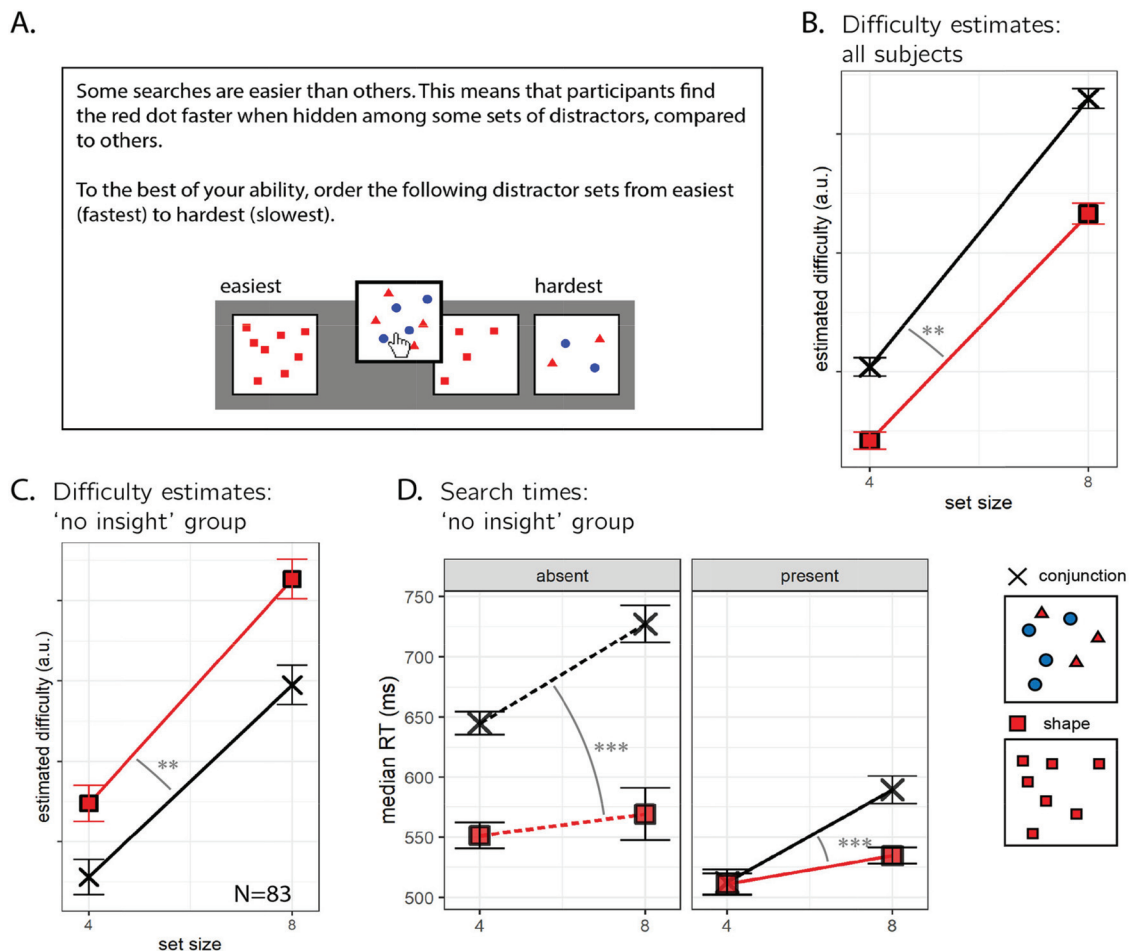 A.
Some searches are easier than others. This means that participants find
the red dot faster when hidden among some sets of distractors, compared
to others.
To the best of your ability, order the following distractor sets from easiest
(fastest) to hardest (slowest).
easiest
hardest
B. Difficulty estimates:
all subjects
estimated difficulty (a.u.)
**
4
8
set size
C. Difficulty estimates:
'no insight' group
estimated difficulty (a.u.)
**
N=83
4
8
set size
D. Search times:
'no insight' group
absent
present
median RT (ms)
750
700
650
600
550
500
***
***
4
8
4
8
conjunction
shape